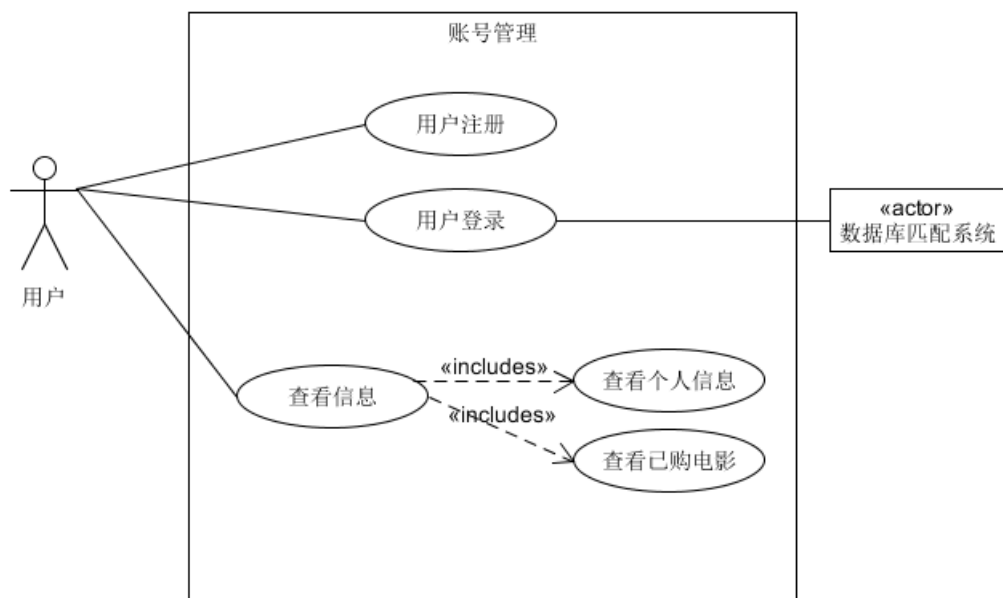 账号管理
用户注册
用户登录
«actor»
数据库匹配系统
用户
查看信息
«includes»
查看个人信息
«includes»
查看已购电影